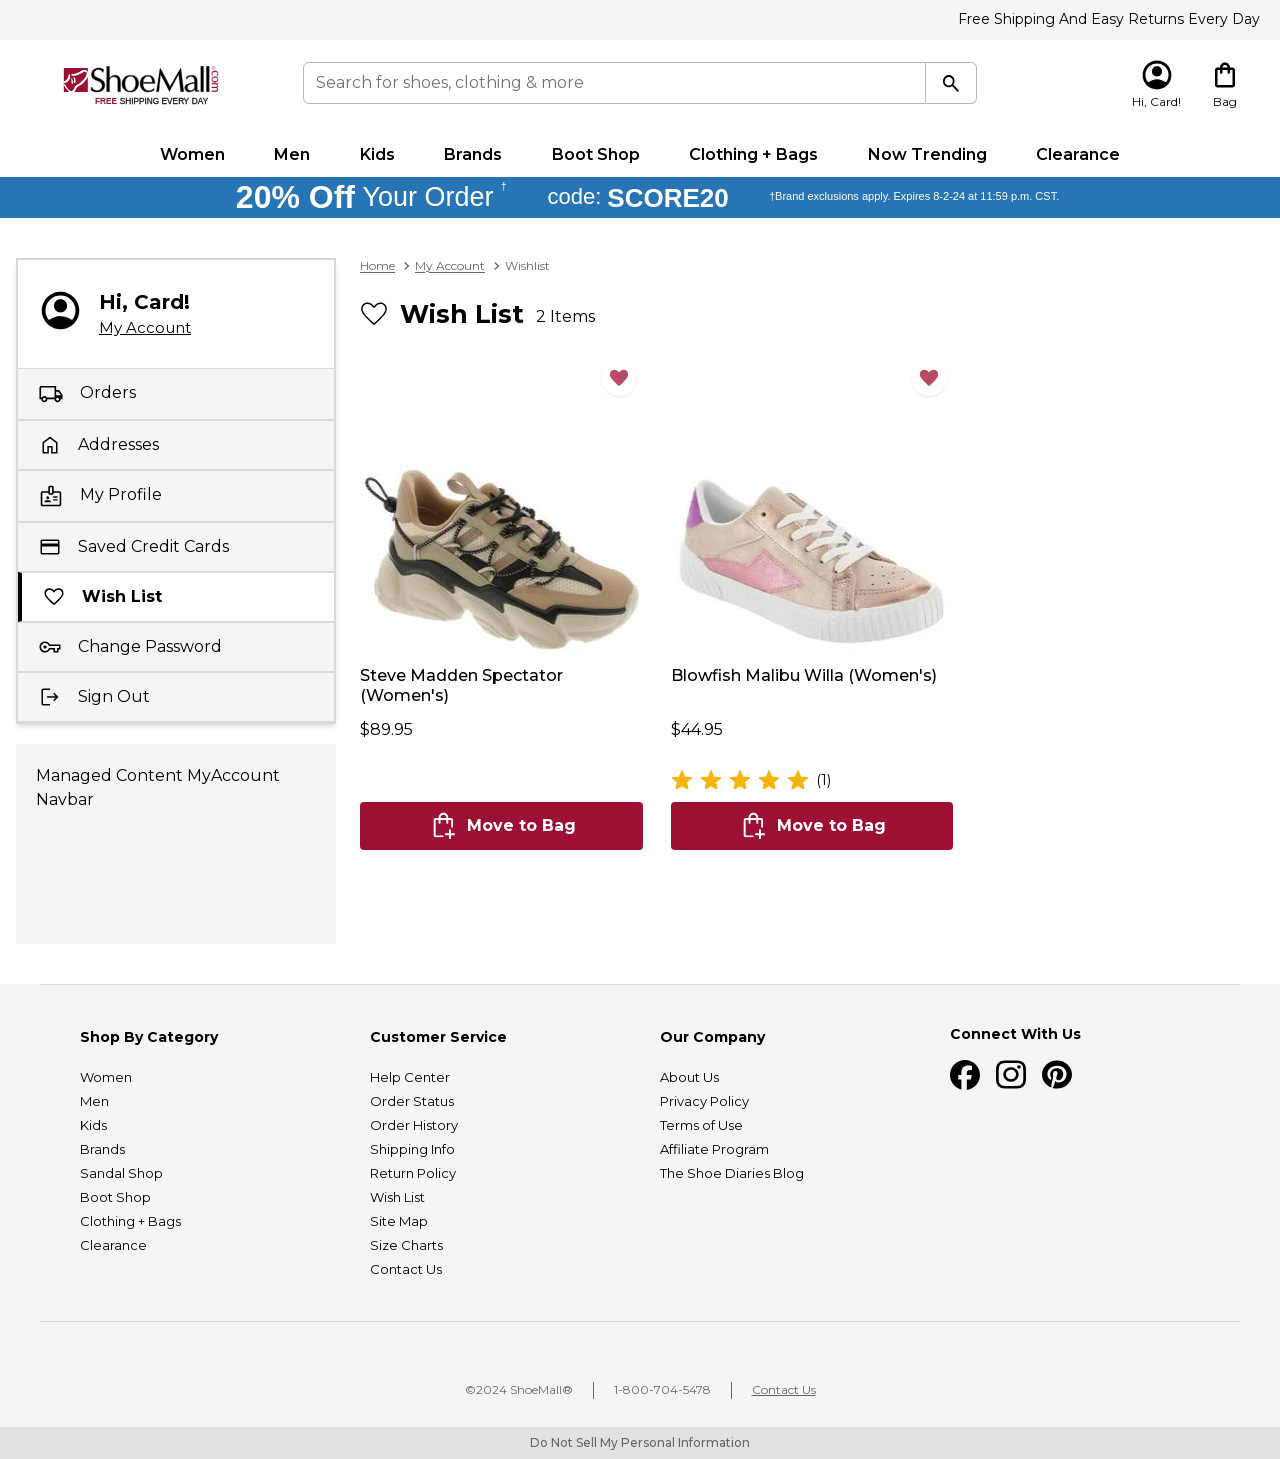 Free Shipping And Easy Returns Every Day
ShoeMall®.com
FREE SHIPPING EVERY DAY
Search for shoes, clothing & more
Hi, Card!
Bag
Women Men Kids Brands Boot Shop Clothing + Bags Now Trending Clearance
20% Off Your Order † code: SCORE20 †Brand exclusions apply. Expires 8-2-24 at 11:59 p.m. CST.
Hi, Card!
My Account
Orders
Addresses
My Profile
Saved Credit Cards
Wish List
Change Password
Sign Out
Managed Content MyAccount
Navbar
Home > My Account > Wishlist
Wish List 2 Items
Steve Madden Spectator
(Women's)
$89.95
Move to Bag
Blowfish Malibu Willa (Women's)
$44.95
(1)
Move to Bag
Shop By Category
Women
Men
Kids
Brands
Sandal Shop
Boot Shop
Clothing + Bags
Clearance
Customer Service
Help Center
Order Status
Order History
Shipping Info
Return Policy
Wish List
Site Map
Size Charts
Contact Us
Our Company
About Us
Privacy Policy
Terms of Use
Affiliate Program
The Shoe Diaries Blog
Connect With Us
©2024 ShoeMall® | 1-800-704-5478 | Contact Us
Do Not Sell My Personal Information